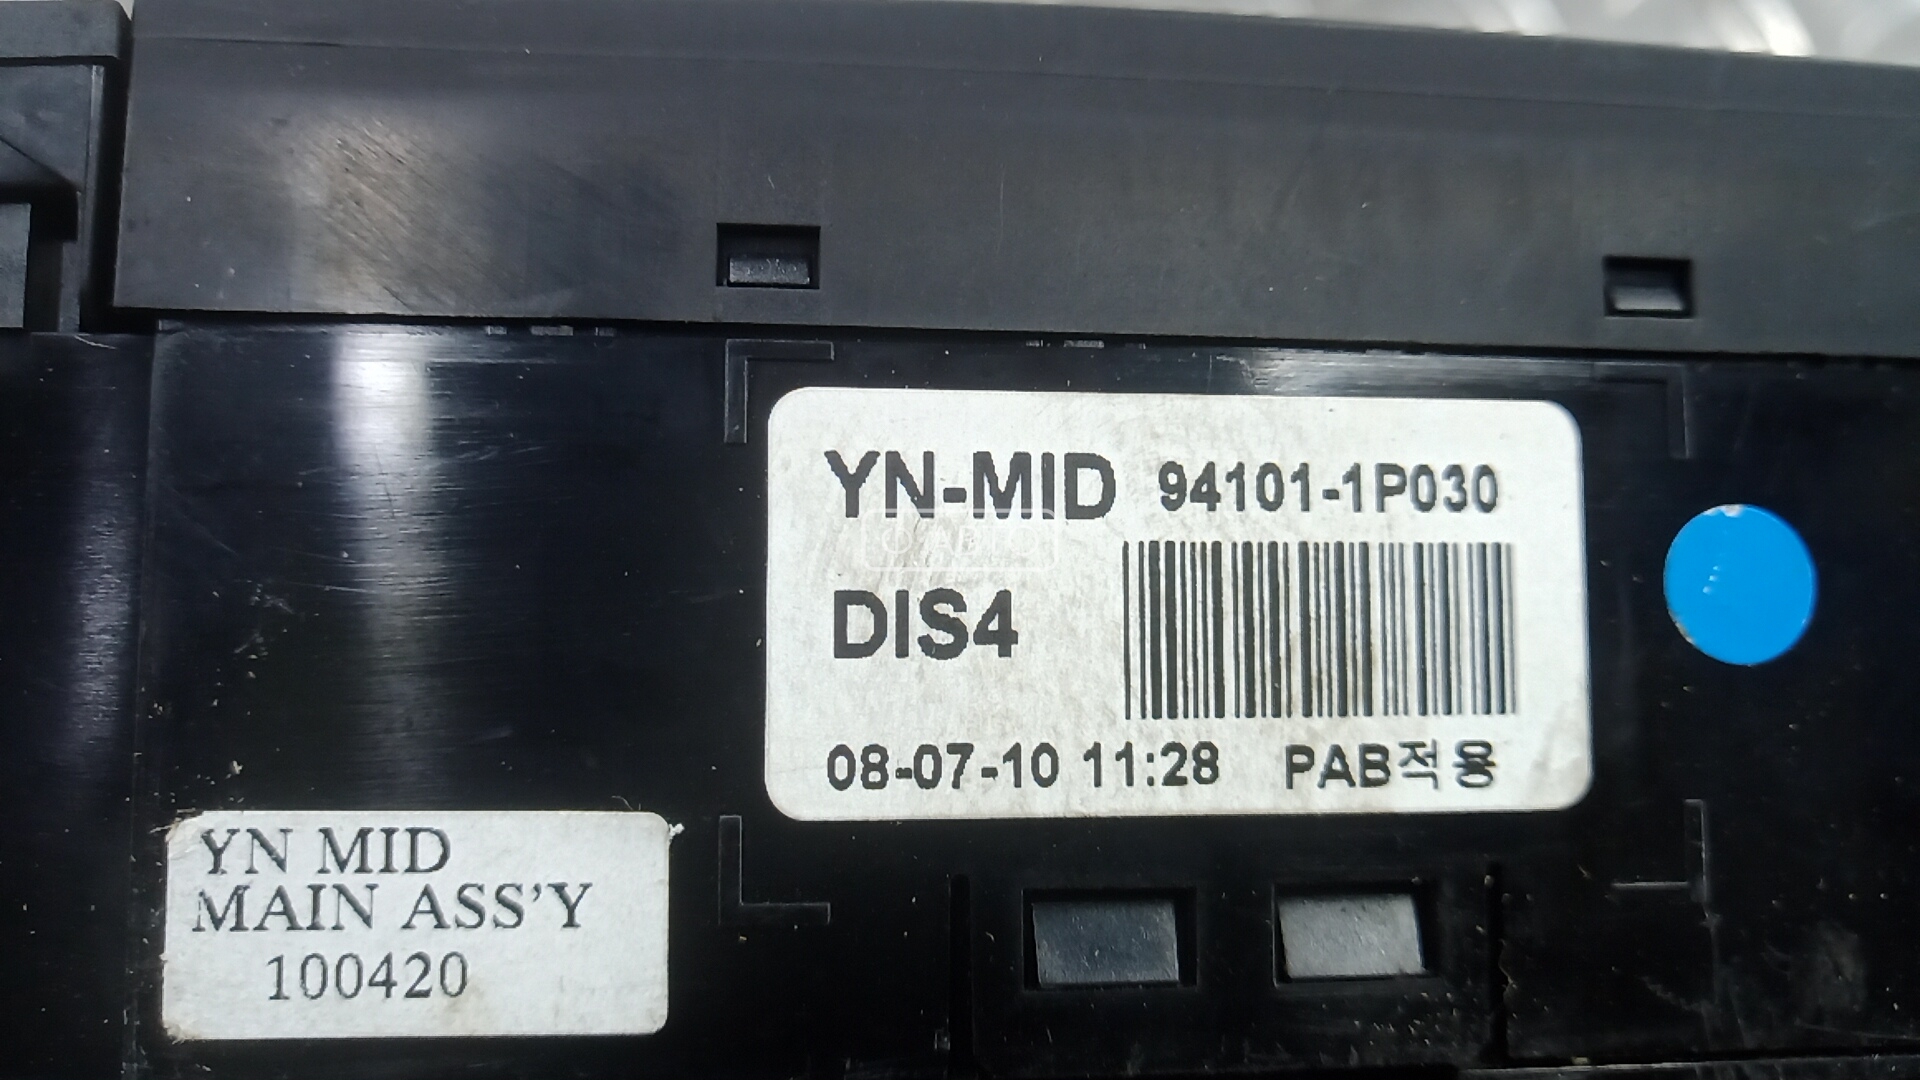 YN-MID 94101-1P030
DIS4
08-07-10 11:28 PAB적용
YN MID
MAIN ASS'Y
100420